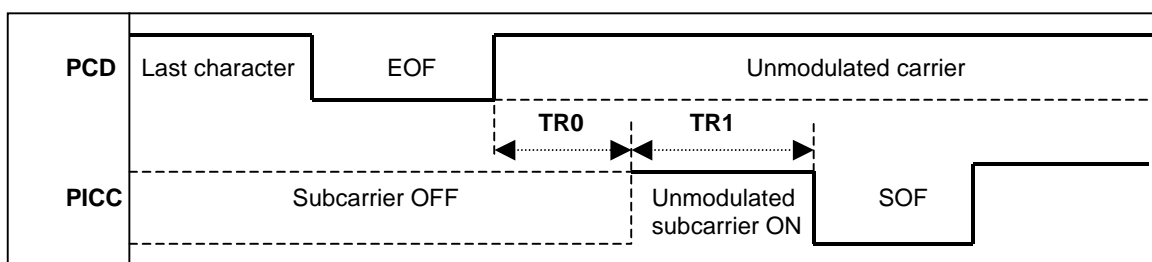 PCD Last character EOF Unmodulated carrier
TR0 TR1
PICC Subcarrier OFF Unmodulated SOF
subcarrier ON